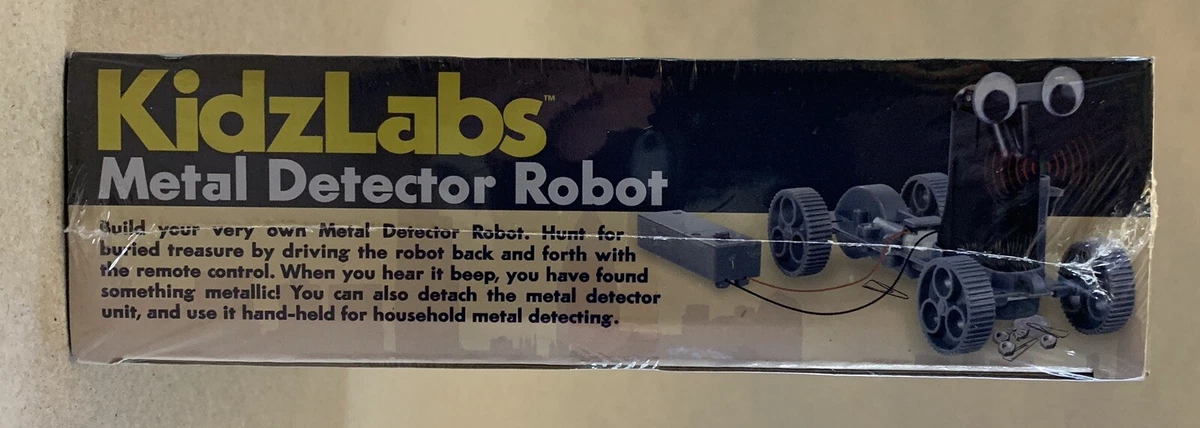 KidzLabs™
Metal Detector Robot
Build your very own Metal Detector Robot. Hunt for
buried treasure by driving the robot back and forth with
the remote control. When you hear it beep, you have found
something metallic! You can also detach the metal detector
unit, and use it hand-held for household metal detecting.